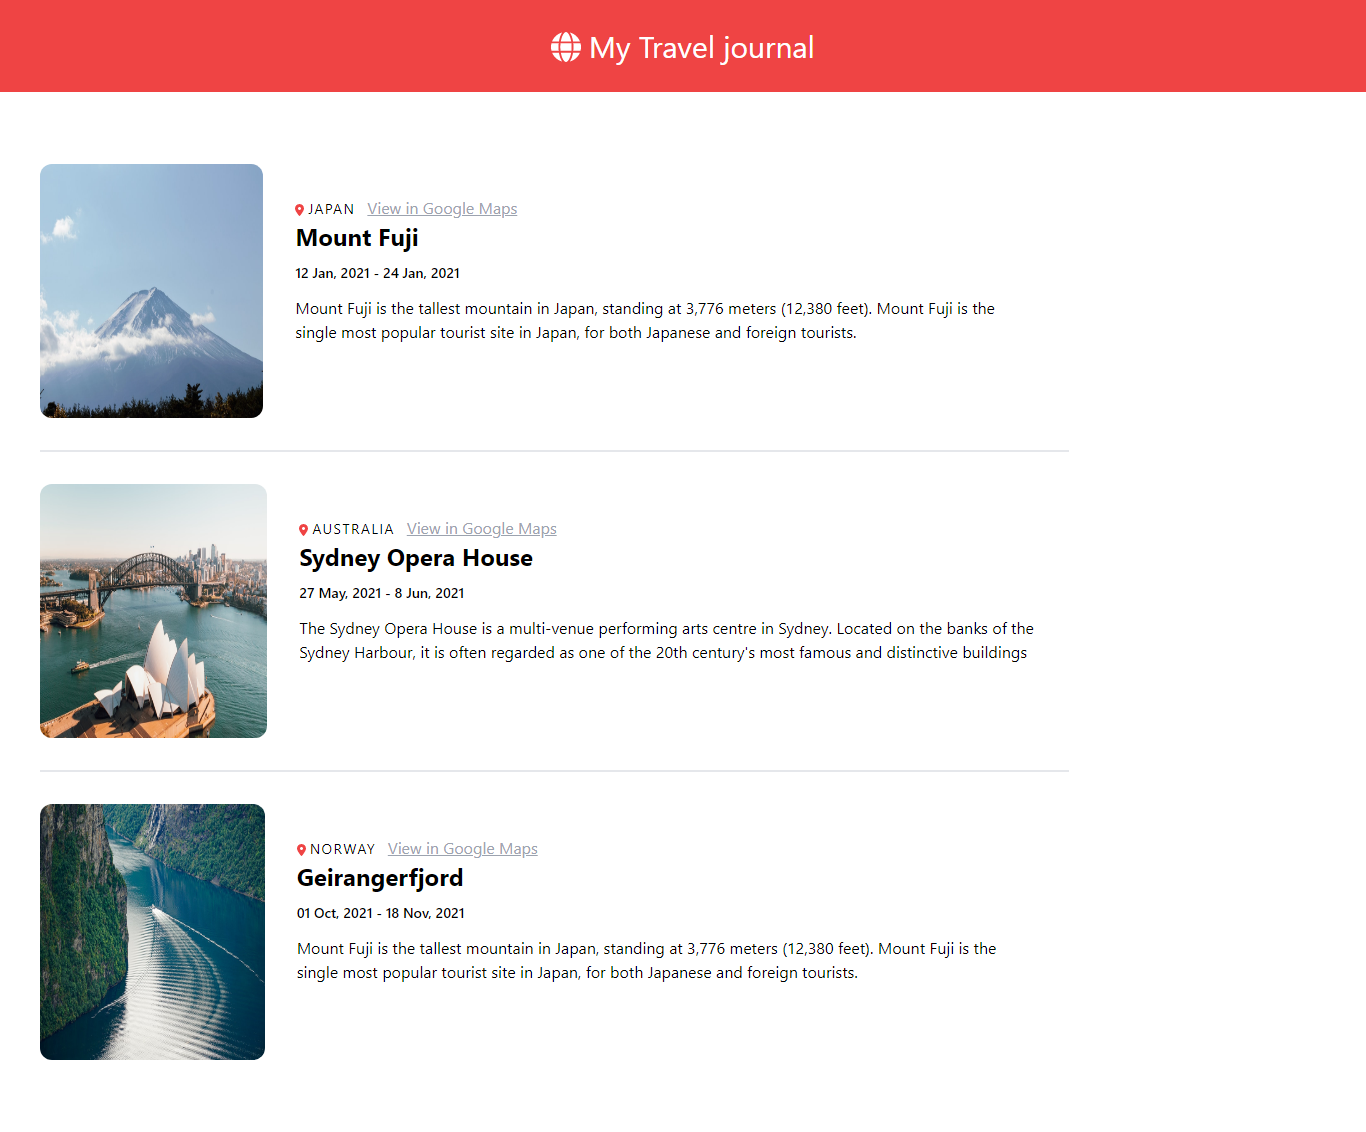 My Travel journal
JAPAN View in Google Maps
Mount Fuji
12 Jan, 2021 - 24 Jan, 2021
Mount Fuji is the tallest mountain in Japan, standing at 3,776 meters (12,380 feet). Mount Fuji is the
single most popular tourist site in Japan, for both Japanese and foreign tourists.
AUSTRALIA View in Google Maps
Sydney Opera House
27 May, 2021 - 8 Jun, 2021
The Sydney Opera House is a multi-venue performing arts centre in Sydney. Located on the banks of the
Sydney Harbour, it is often regarded as one of the 20th century's most famous and distinctive buildings
NORWAY View in Google Maps
Geirangerfjord
01 Oct, 2021 - 18 Nov, 2021
Mount Fuji is the tallest mountain in Japan, standing at 3,776 meters (12,380 feet). Mount Fuji is the
single most popular tourist site in Japan, for both Japanese and foreign tourists.